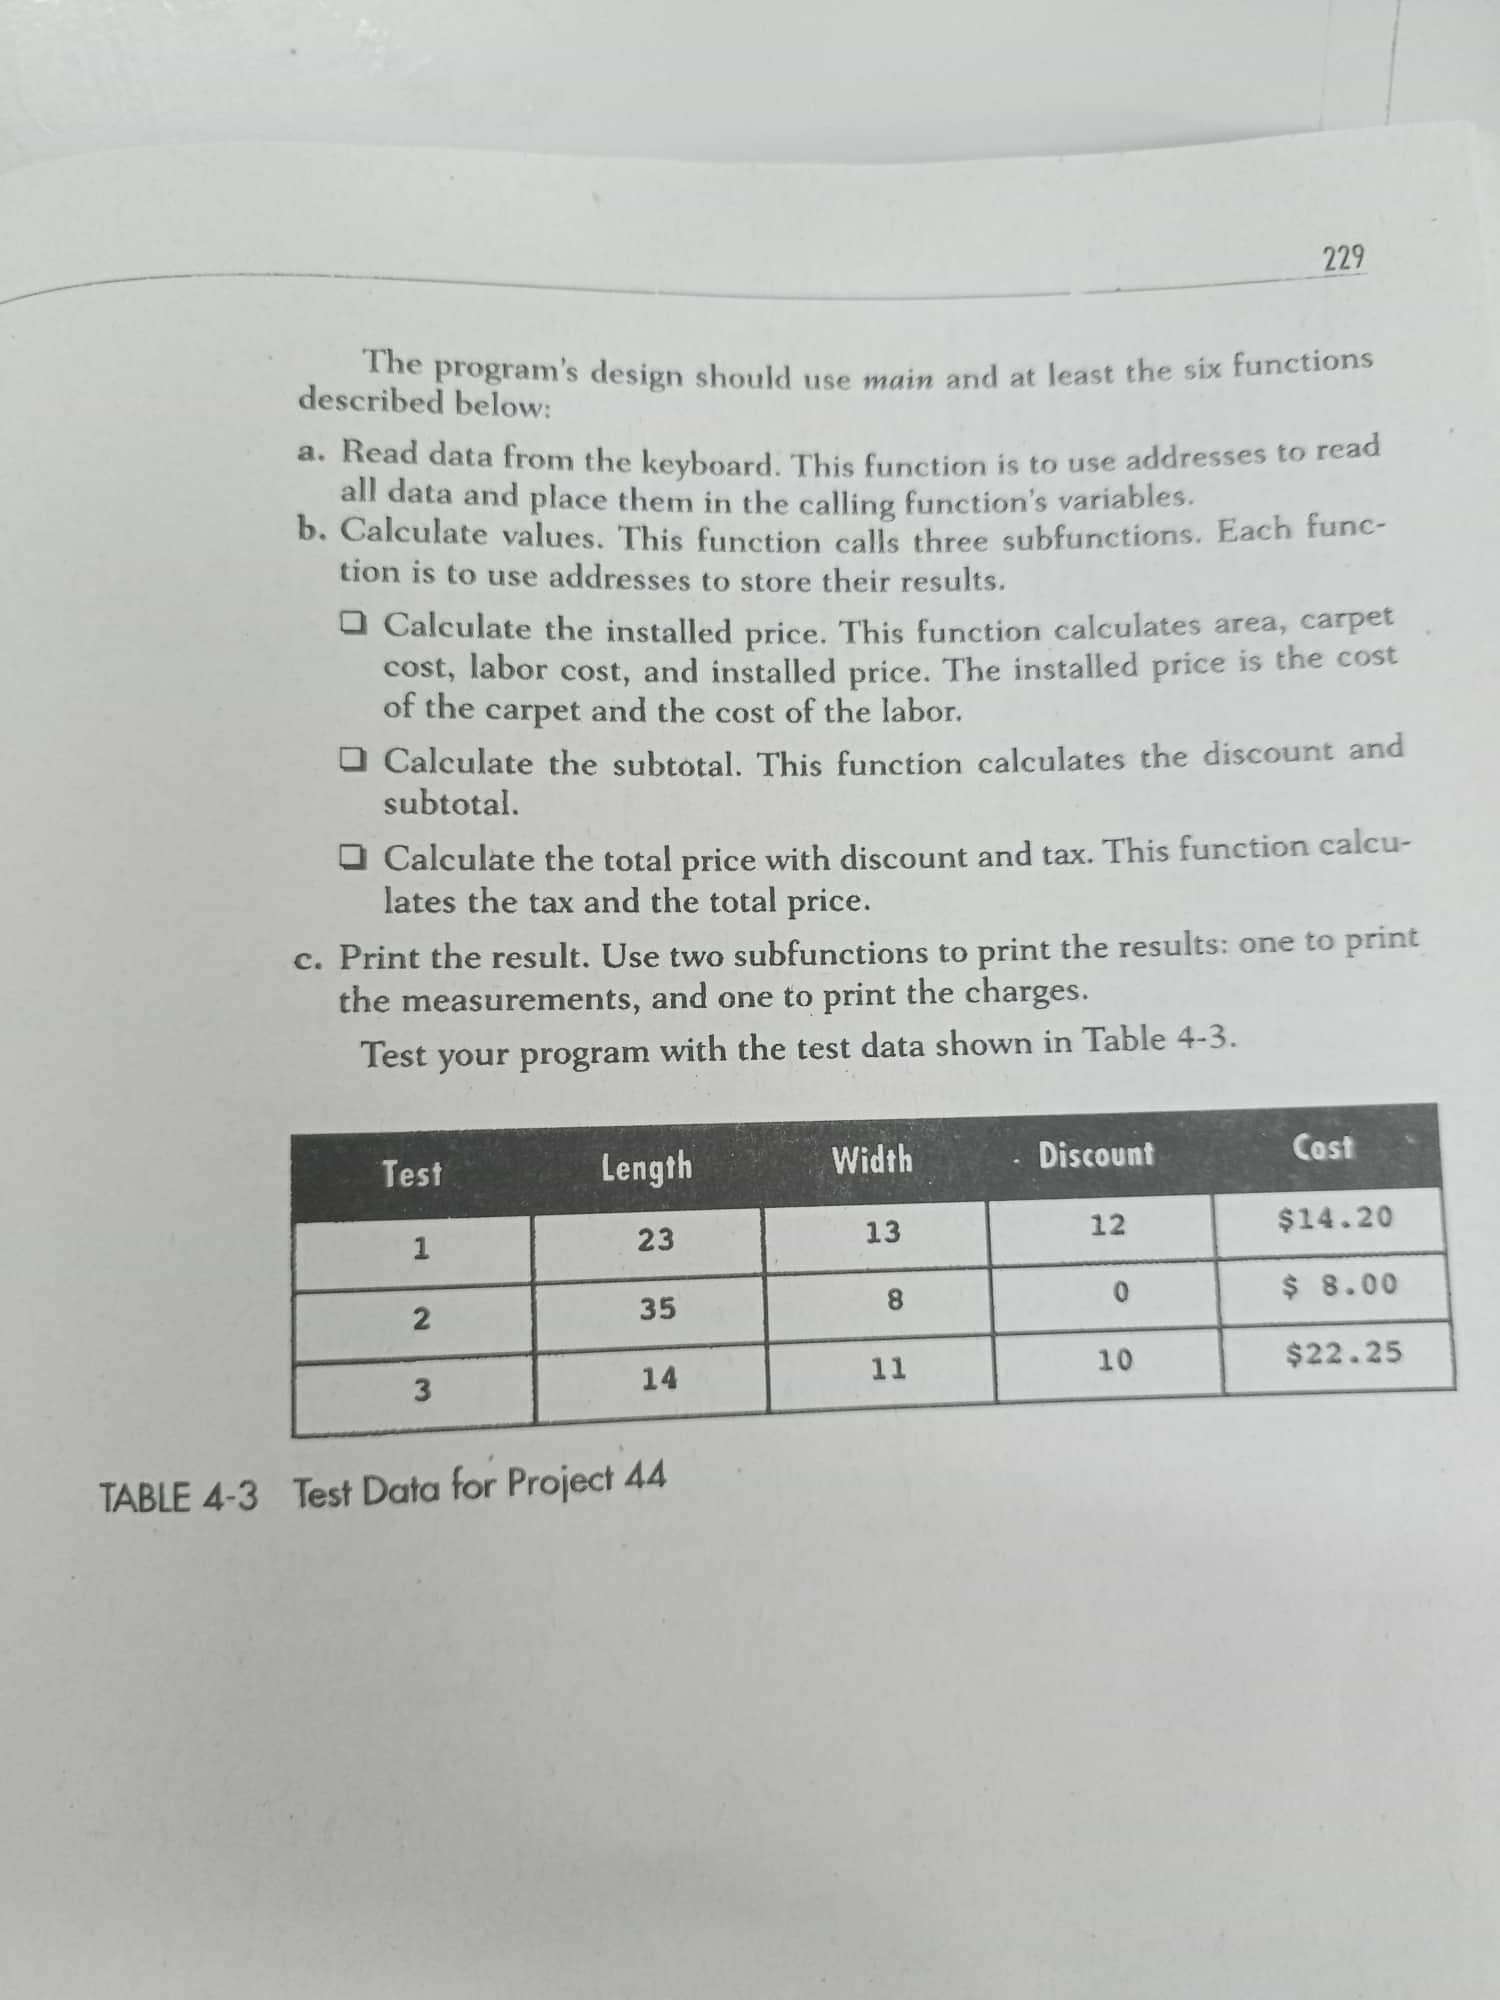 229
The program's design should use main and at least the six functions
described below:
a. Read data from the keyboard. This function is to use addresses to read
all data and place them in the calling function's variables.
b. Calculate values. This function calls three subfunctions. Each func-
tion is to use addresses to store their results.
❑ Calculate the installed price. This function calculates area, carpet
cost, labor cost, and installed price. The installed price is the cost
of the carpet and the cost of the labor.
❑ Calculate the subtotal. This function calculates the discount and
subtotal.
❑ Calculate the total price with discount and tax. This function calcu-
lates the tax and the total price.
c. Print the result. Use two subfunctions to print the results: one to print
the measurements, and one to print the charges.
Test your program with the test data shown in Table 4-3.
Test Length Width Discount Cost
1 23 13 12 $14.20
2 35 8 0 $ 8.00
3 14 11 10 $22.25
TABLE 4-3 Test Data for Project 44